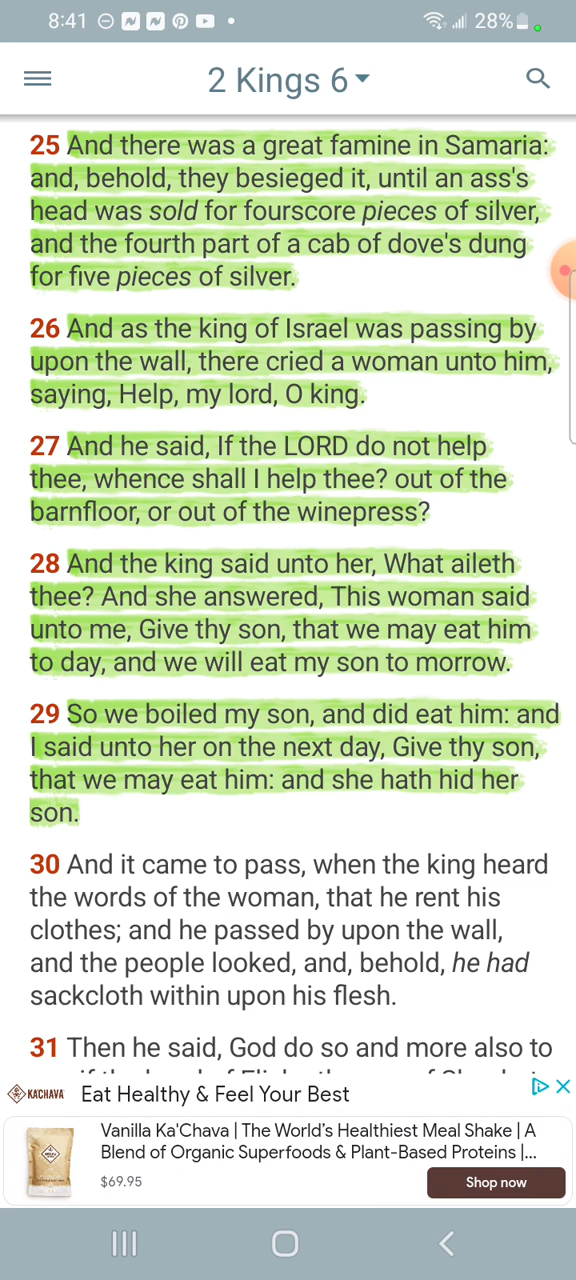 8:41
28%
2 Kings 6
25 And there was a great famine in Samaria:
and, behold, they besieged it, until an ass's
head was sold for fourscore pieces of silver,
and the fourth part of a cab of dove's dung
for five pieces of silver.
26 And as the king of Israel was passing by
upon the wall, there cried a woman unto him,
saying, Help, my lord, O king.
27 And he said, If the LORD do not help
thee, whence shall I help thee? out of the
barnfloor, or out of the winepress?
28 And the king said unto her, What aileth
thee? And she answered, This woman said
unto me, Give thy son, that we may eat him
to day, and we will eat my son to morrow.
29 So we boiled my son, and did eat him: and
I said unto her on the next day, Give thy son,
that we may eat him: and she hath hid her
son.
30 And it came to pass, when the king heard
the words of the woman, that he rent his
clothes; and he passed by upon the wall,
and the people looked, and, behold, he had
sackcloth within upon his flesh.
31 Then he said, God do so and more also to
KA'CHAVA
Eat Healthy & Feel Your Best
Vanilla Ka'Chava | The World's Healthiest Meal Shake | A
Blend of Organic Superfoods & Plant-Based Proteins |...
$69.95
Shop now